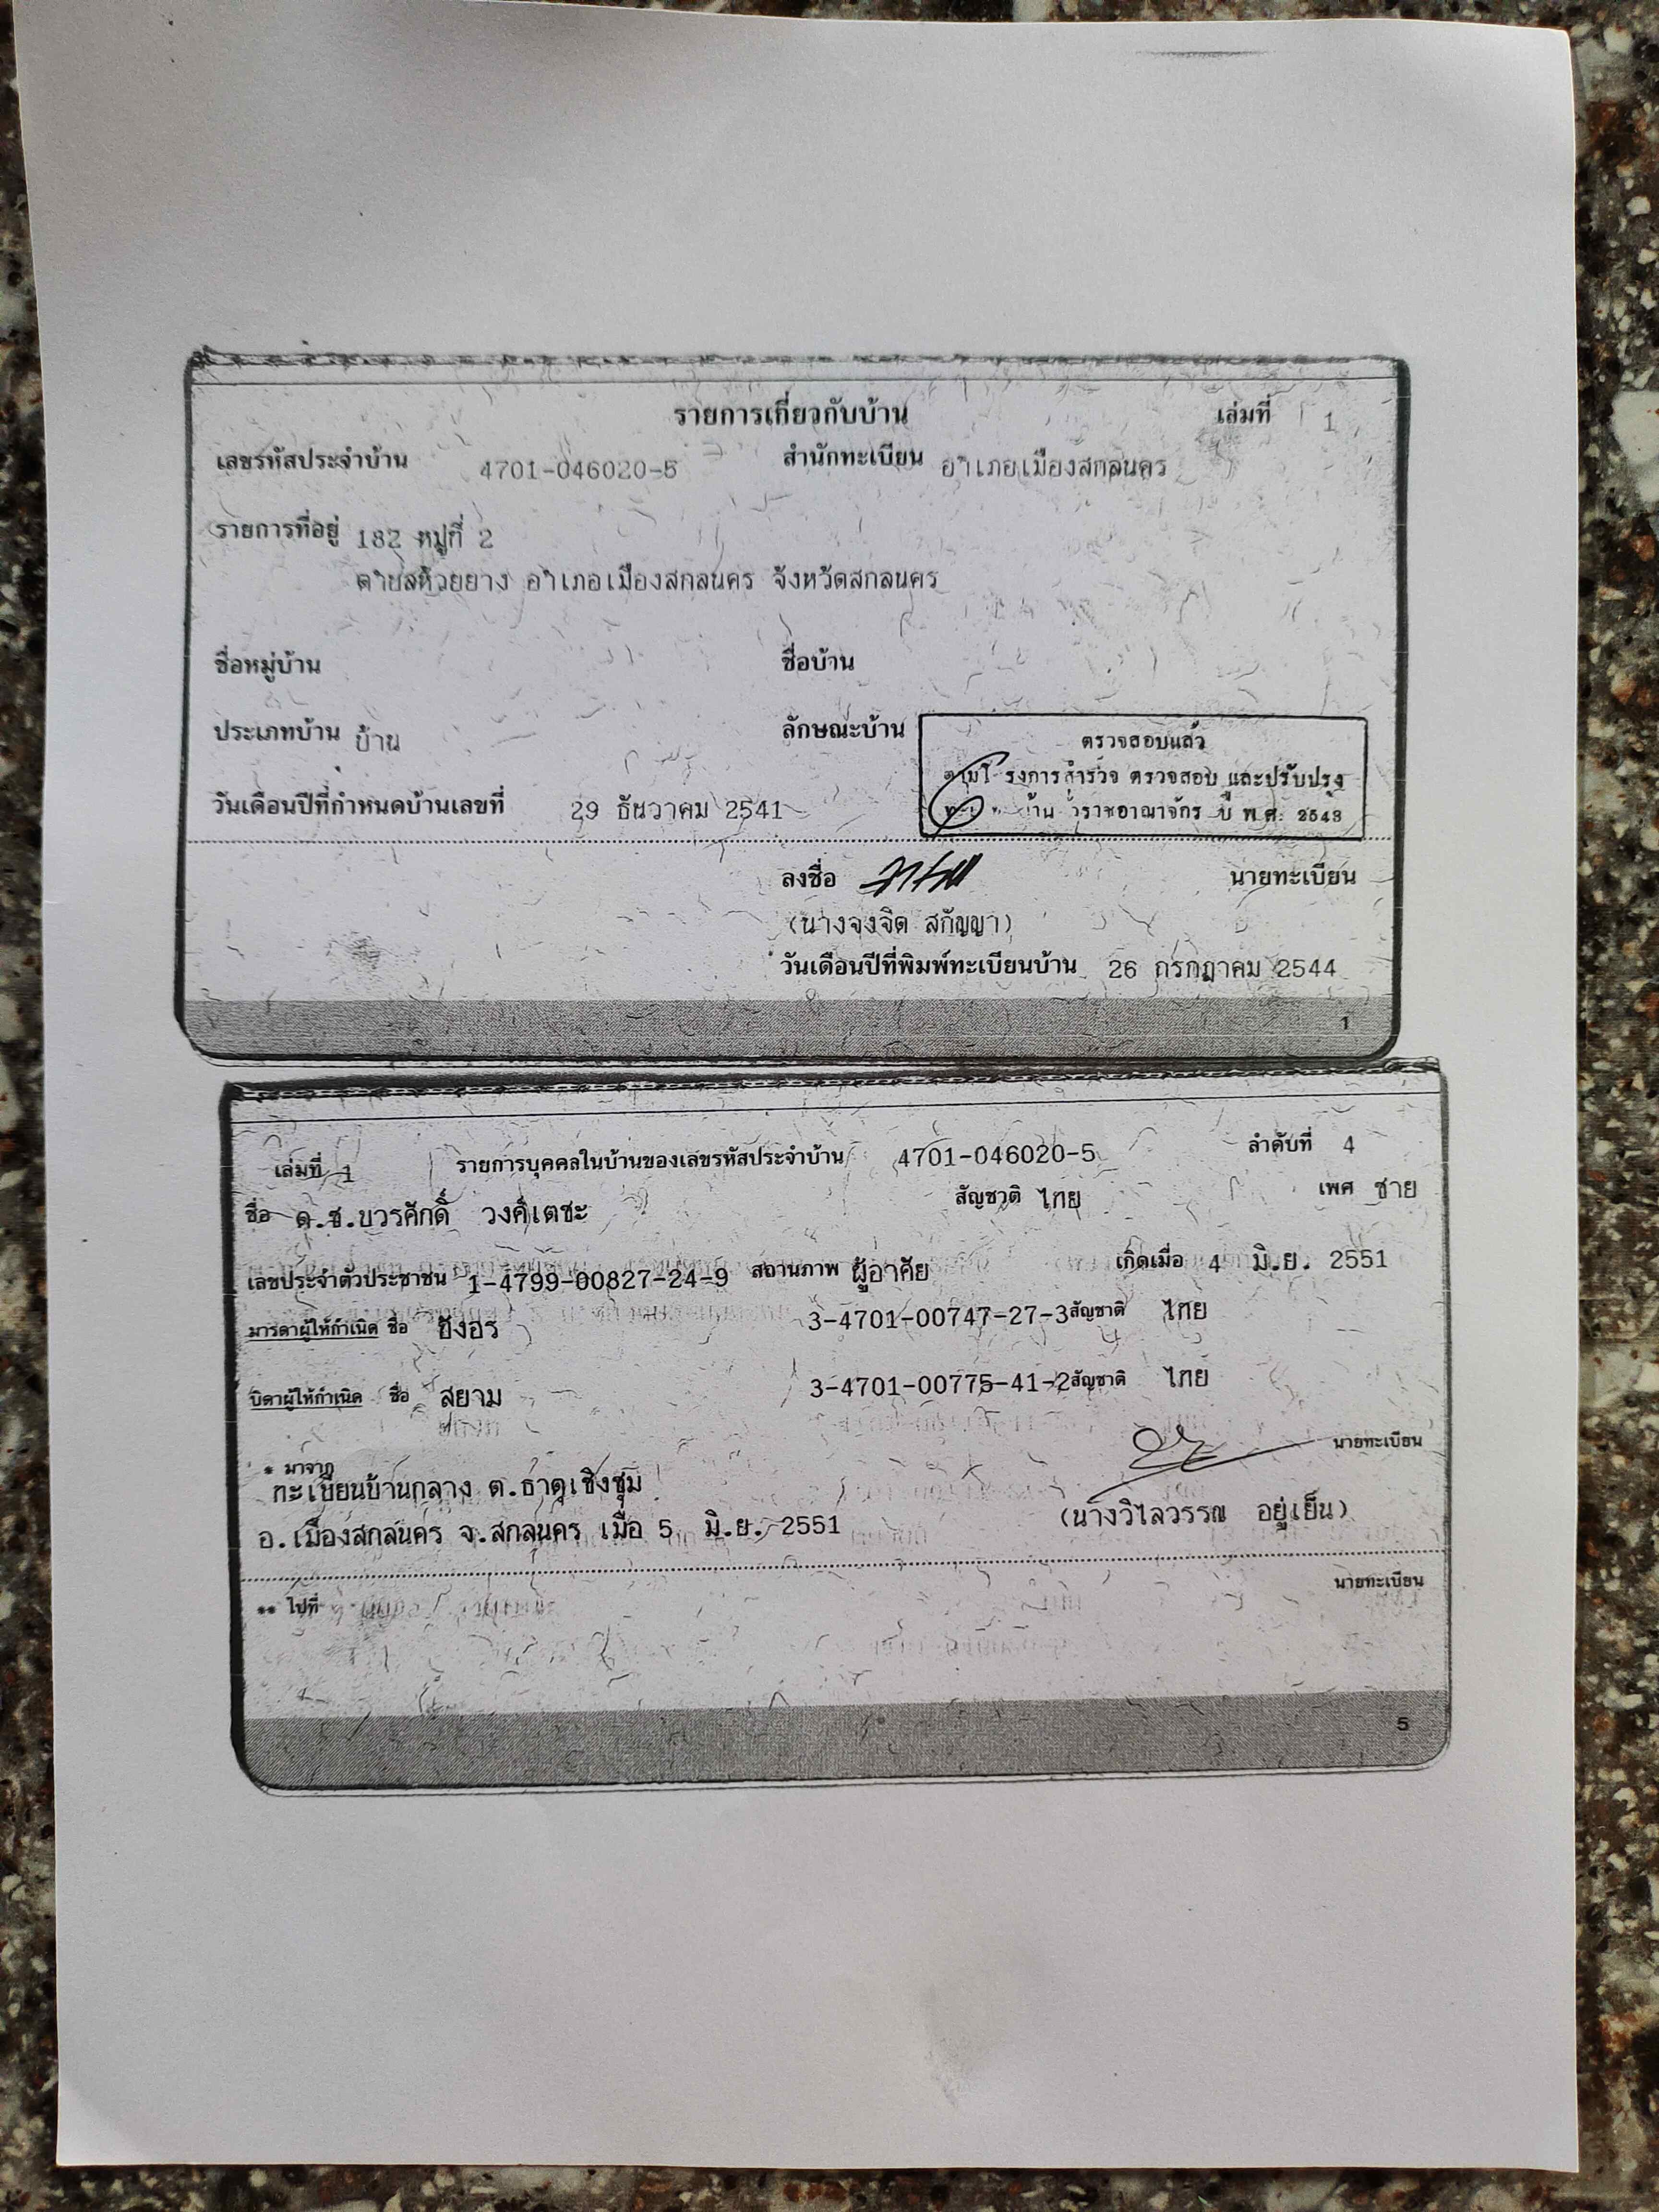 รายการเกี่ยวกับบ้าน เล่มที่ 1
เลขรหัสประจำบ้าน 4701-046020-5 สำนักทะเบียน อำเภอเมืองสกลนคร
รายการที่อยู่ 182 หมู่ที่ 2
ตำบลห้วยยาง อำเภอเมืองสกลนคร จังหวัดสกลนคร
ชื่อหมู่บ้าน ชื่อบ้าน
ประเภทบ้าน บ้าน ลักษณะบ้าน
ตรวจสอบแล้ว
รงการสำรวจ ตรวจสอบ และปรับปรุง
วันเดือนปีที่กำหนดบ้านเลขที่ 29 ธันวาคม 2541
ราชอาณาจักร ปี พ.ศ. 2543
ลงชื่อ นายทะเบียน
(นางจงจิต สกัญญา)
วันเดือนปีที่พิมพ์ทะเบียนบ้าน 26 กรกฎาคม 2544
1
เล่มที่ 1 รายการบุคคลในบ้านของเลขรหัสประจำบ้าน 4701-046020-5 ลำดับที่ 4
ชื่อ ด.ช.บวรศักดิ์ วงค์เตชะ สัญชาติ ไทย เพศ ชาย
เลขประจำตัวประชาชน 1-4799-00827-24-9 สถานภาพ ผู้อาศัย เกิดเมื่อ 4 มิ.ย. 2551
มารดาผู้ให้กำเนิด ชื่อ ยิ่งอร 3-4701-00747-27-3 สัญชาติ ไทย
บิดาผู้ให้กำเนิด ชื่อ สยาม 3-4701-00775-41-2 สัญชาติ ไทย
* มาจาก นายทะเบียน
ทะเบียนบ้านกลาง ต.ธาตุเชิงชุม
อ.เมืองสกลนคร จ.สกลนคร เมื่อ 5 มิ.ย. 2551 (นางวิไลวรรณ อยู่เย็น)
** ไปที่ นายทะเบียน
5